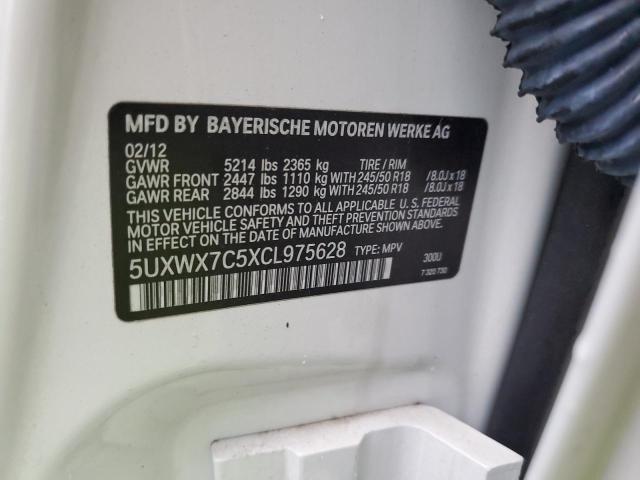 MFD BY BAYERISCHE MOTOREN WERKE AG
02/12
GVWR 5214 lbs 2365 kg TIRE / RIM
GAWR FRONT 2447 lbs 1110 kg WITH 245/50 R18 /8.0J x 18
GAWR REAR 2844 lbs 1290 kg WITH 245/50 R18 /8.0J x 18
THIS VEHICLE CONFORMS TO ALL APPLICABLE U. S. FEDERAL
MOTOR VEHICLE SAFETY AND THEFT PREVENTION STANDARDS
IN EFFECT ON THE DATE OF MANUFACTURE SHOWN ABOVE.
5UXWX7C5XCL975628 TYPE: MPV 300U
7 320 730